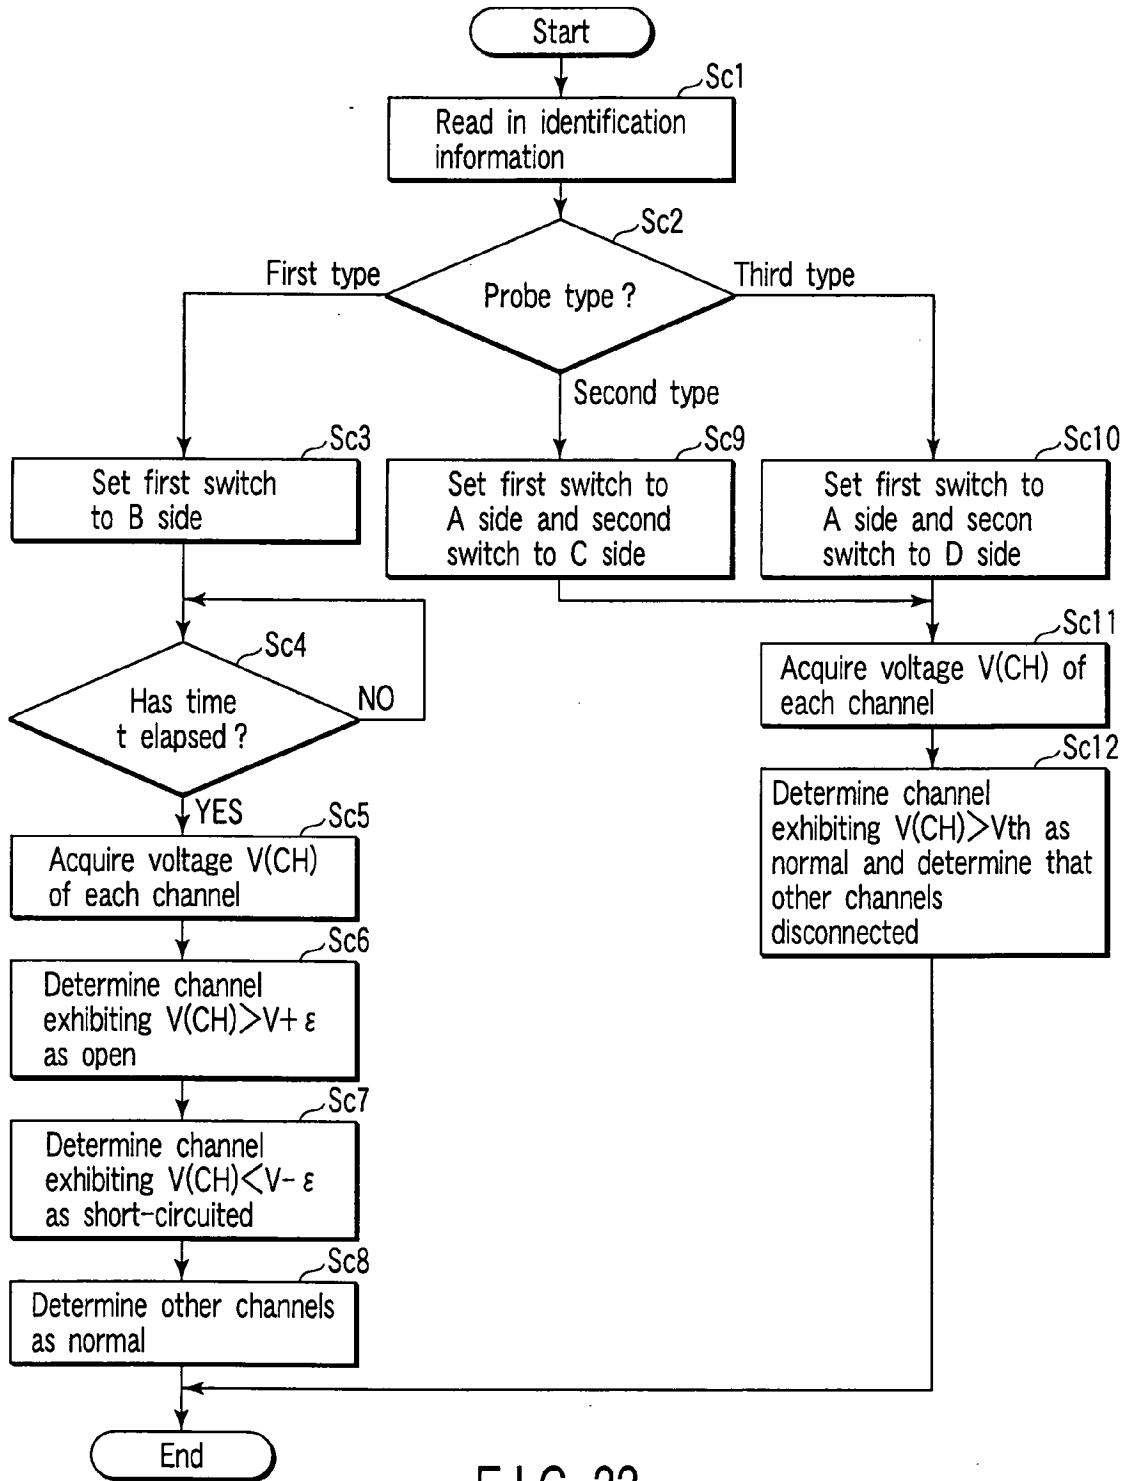 Start
Sc1
Read in identification
information
Sc2
First type
Probe type?
Third type
Second type
Sc3
Set first switch
to B side
Sc9
Set first switch to
A side and second
switch to C side
Sc10
Set first switch to
A side and secon
switch to D side
Sc4
Has time
t elapsed?
NO
YES
Sc11
Acquire voltage V(CH) of
each channel
Sc12
Determine channel
exhibiting V(CH)>Vth as
normal and determine that
other channels
disconnected
Sc5
Acquire voltage V(CH)
of each channel
Sc6
Determine channel
exhibiting V(CH)>V+ε
as open
Sc7
Determine channel
exhibiting V(CH)<V-ε
as short-circuited
Sc8
Determine other channels
as normal
End